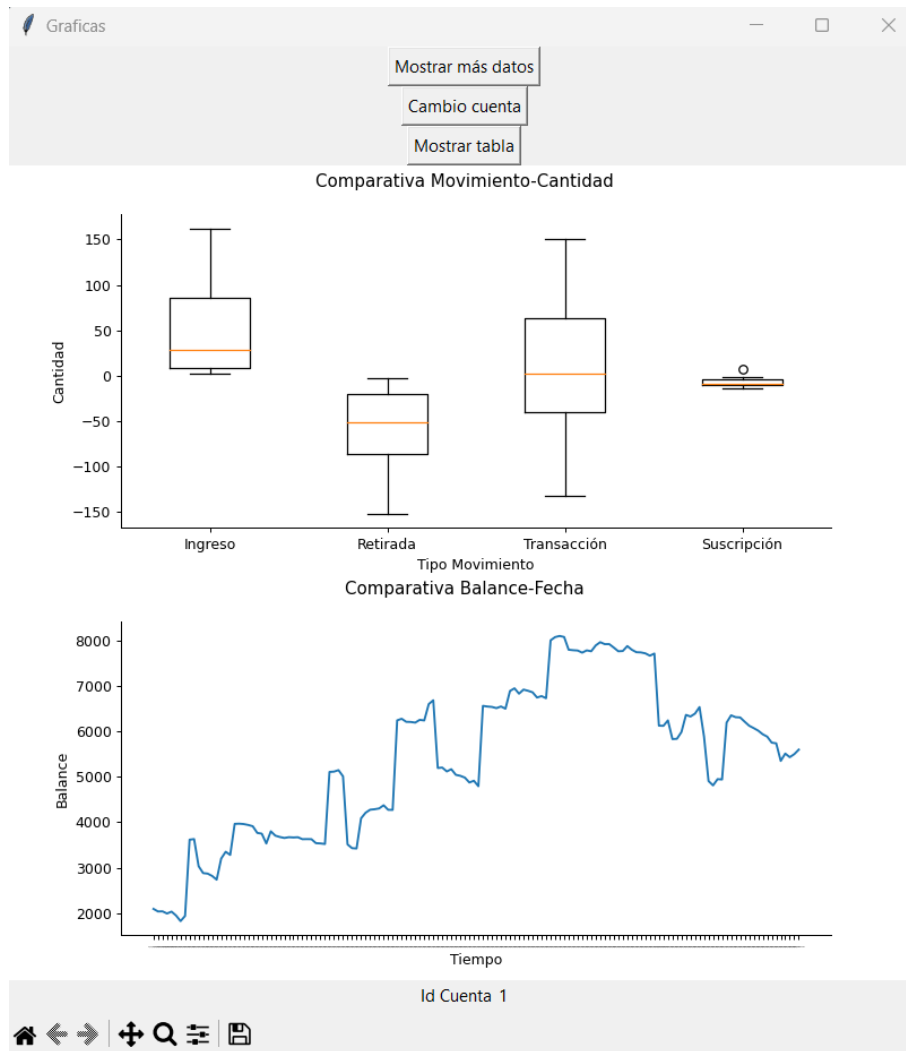 Graficas
Mostrar más datos
Cambio cuenta
Mostrar tabla
Comparativa Movimiento-Cantidad
150
100
50
0
−50
−100
−150
Cantidad
Ingreso Retirada Transacción Suscripción
Tipo Movimiento
Comparativa Balance-Fecha
8000
7000
6000
5000
4000
3000
2000
Balance
Tiempo
Id Cuenta 1